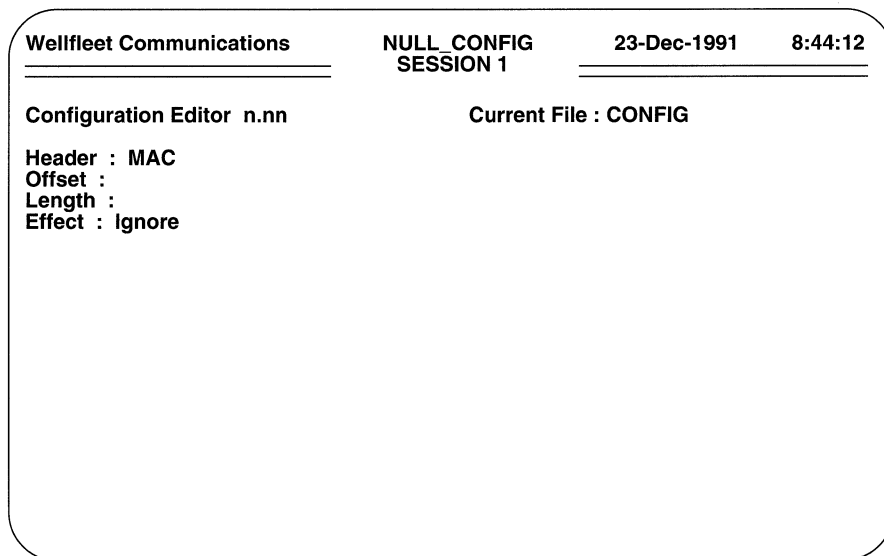 Wellfleet Communications NULL_CONFIG 23-Dec-1991 8:44:12
SESSION 1
Configuration Editor n.nn Current File : CONFIG
Header : MAC
Offset :
Length :
Effect : Ignore